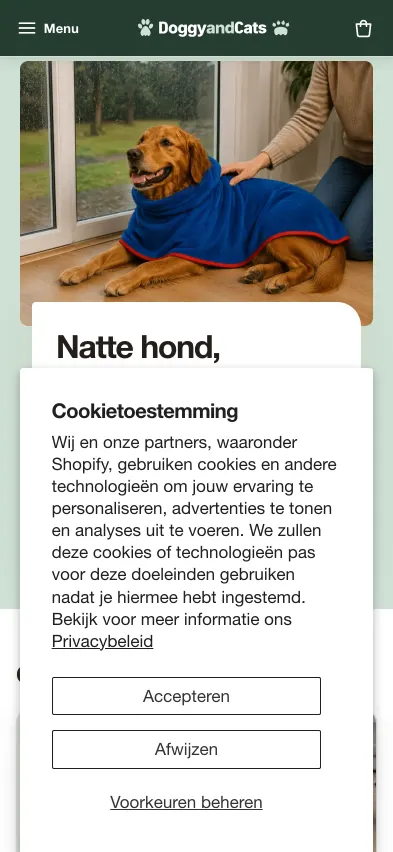 Menu
DoggyandCats
Natte hond,
Cookietoestemming
Wij en onze partners, waaronder
Shopify, gebruiken cookies en andere
technologieën om jouw ervaring te
personaliseren, advertenties te tonen
en analyses uit te voeren. We zullen
deze cookies of technologieën pas
voor deze doeleinden gebruiken
nadat je hiermee hebt ingestemd.
Bekijk voor meer informatie ons
Privacybeleid
Accepteren
Afwijzen
Voorkeuren beheren